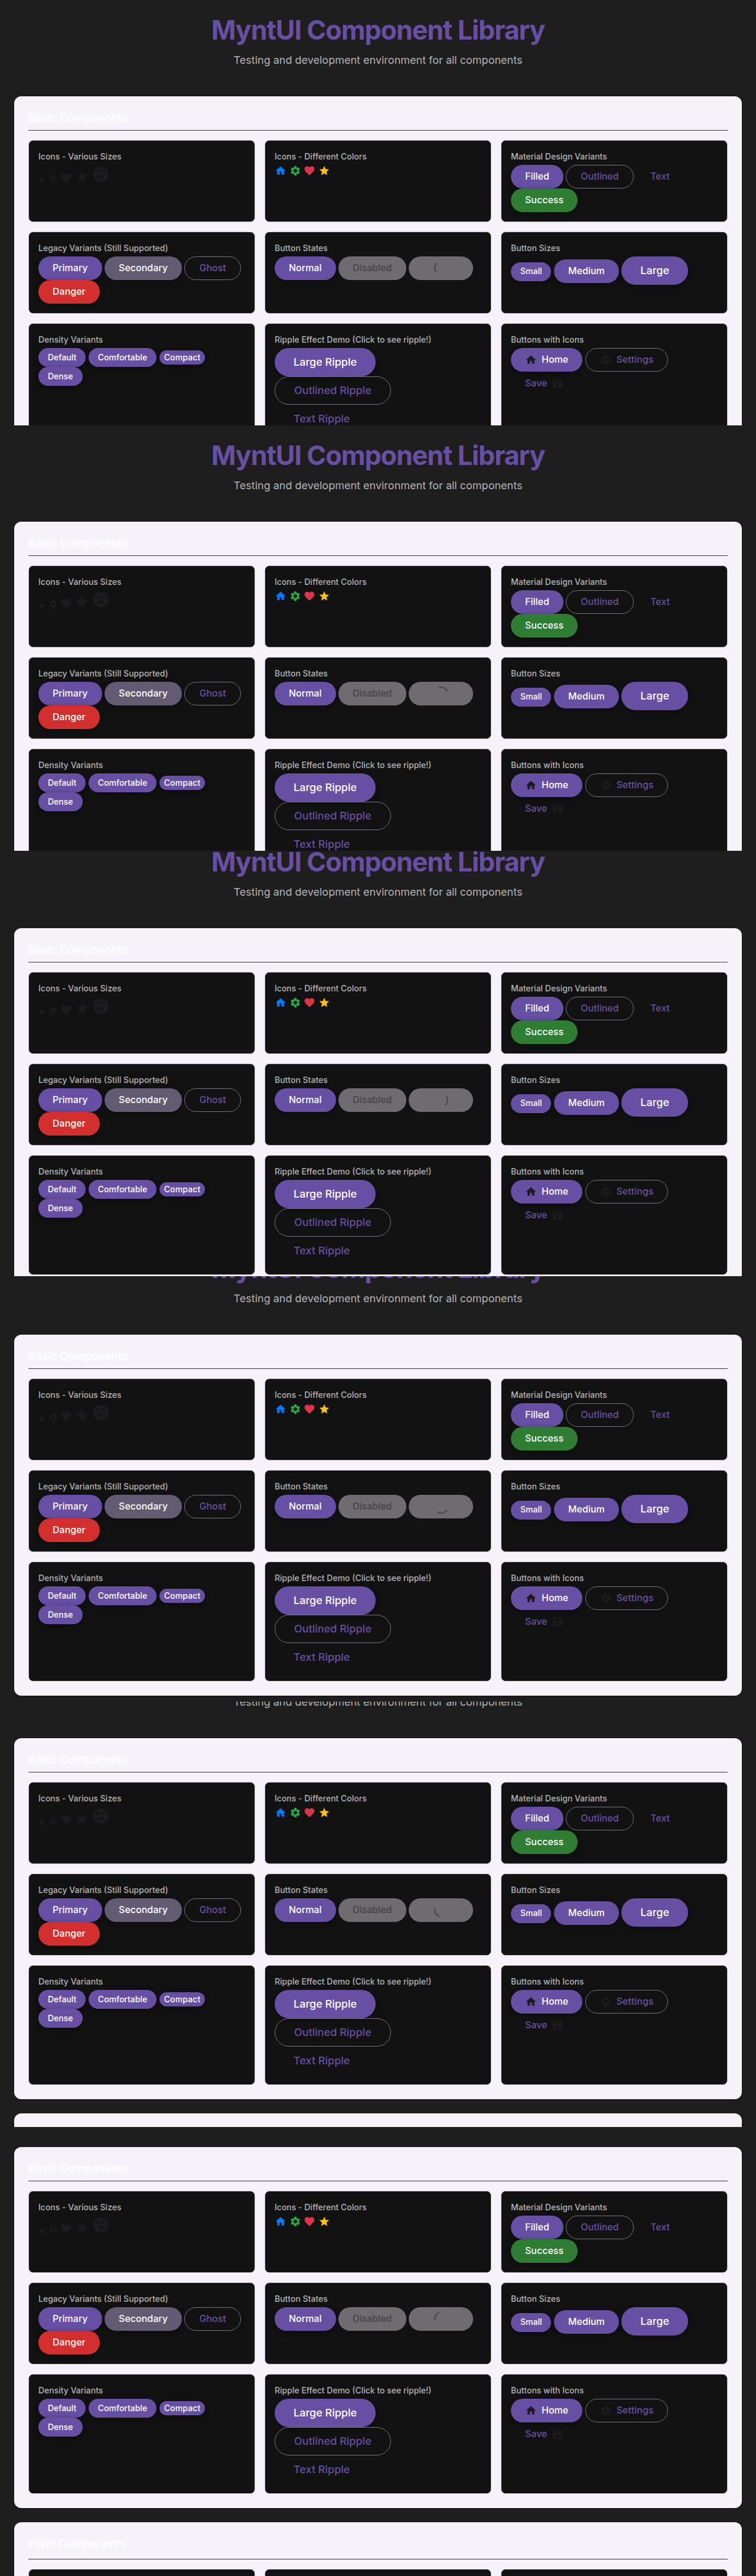 MyntUI Component Library
Testing and development environment for all components
Basic Components
Icons - Various Sizes
Icons - Different Colors
Material Design Variants
Filled Outlined Text
Success
Legacy Variants (Still Supported)
Button States
Button Sizes
Primary Secondary Ghost
Normal Disabled
Small Medium Large
Danger
Density Variants
Ripple Effect Demo (Click to see ripple!)
Buttons with Icons
Default Comfortable Compact
Large Ripple
Home Settings
Dense
Outlined Ripple
Save
Text Ripple
MyntUI Component Library
Testing and development environment for all components
Basic Components
Icons - Various Sizes
Icons - Different Colors
Material Design Variants
Filled Outlined Text
Success
Legacy Variants (Still Supported)
Button States
Button Sizes
Primary Secondary Ghost
Normal Disabled
Small Medium Large
Danger
Density Variants
Ripple Effect Demo (Click to see ripple!)
Buttons with Icons
Default Comfortable Compact
Large Ripple
Home Settings
Dense
Outlined Ripple
Save
Text Ripple
MyntUI Component Library
Testing and development environment for all components
Basic Components
Icons - Various Sizes
Icons - Different Colors
Material Design Variants
Filled Outlined Text
Success
Legacy Variants (Still Supported)
Button States
Button Sizes
Primary Secondary Ghost
Normal Disabled
Small Medium Large
Danger
Density Variants
Ripple Effect Demo (Click to see ripple!)
Buttons with Icons
Default Comfortable Compact
Large Ripple
Home Settings
Dense
Outlined Ripple
Save
Text Ripple
MyntUI Component Library
Testing and development environment for all components
Basic Components
Icons - Various Sizes
Icons - Different Colors
Material Design Variants
Filled Outlined Text
Success
Legacy Variants (Still Supported)
Button States
Button Sizes
Primary Secondary Ghost
Normal Disabled
Small Medium Large
Danger
Density Variants
Ripple Effect Demo (Click to see ripple!)
Buttons with Icons
Default Comfortable Compact
Large Ripple
Home Settings
Dense
Outlined Ripple
Save
Text Ripple
Testing and development environment for all components
Basic Components
Icons - Various Sizes
Icons - Different Colors
Material Design Variants
Filled Outlined Text
Success
Legacy Variants (Still Supported)
Button States
Button Sizes
Primary Secondary Ghost
Normal Disabled
Small Medium Large
Danger
Density Variants
Ripple Effect Demo (Click to see ripple!)
Buttons with Icons
Default Comfortable Compact
Large Ripple
Home Settings
Dense
Outlined Ripple
Save
Text Ripple
Basic Components
Icons - Various Sizes
Icons - Different Colors
Material Design Variants
Filled Outlined Text
Success
Legacy Variants (Still Supported)
Button States
Button Sizes
Primary Secondary Ghost
Normal Disabled
Small Medium Large
Danger
Density Variants
Ripple Effect Demo (Click to see ripple!)
Buttons with Icons
Default Comfortable Compact
Large Ripple
Home Settings
Dense
Outlined Ripple
Save
Text Ripple
Form Components